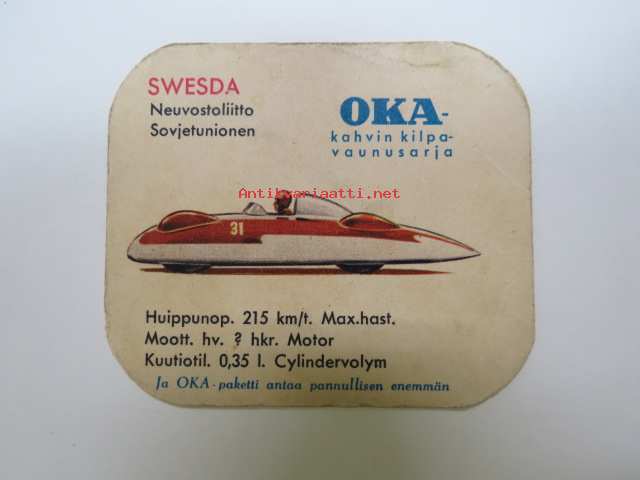 SWESDA
Neuvostoliitto
Sovjetunionen
OKA-
kahvin kilpa-
vaunusarja
Antikvariaatti.net
31
Huippunop. 215 km/t. Max.hast.
Moott. hv. ? hkr. Motor
Kuutiotil. 0,35 l. Cylindervolym
Ja OKA-paketti antaa pannullisen enemmän